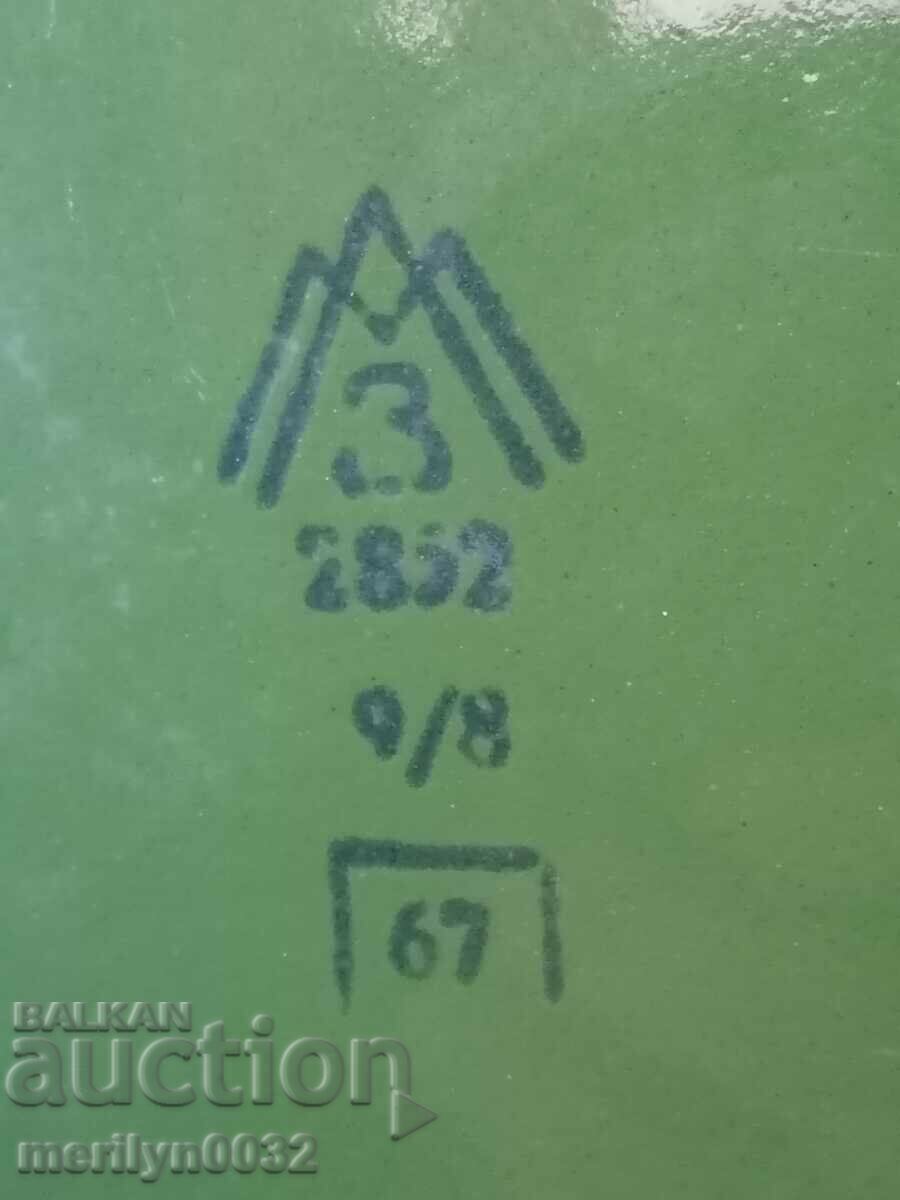 3
2852
9/8
67
BALKAN
auction
merilyn0032